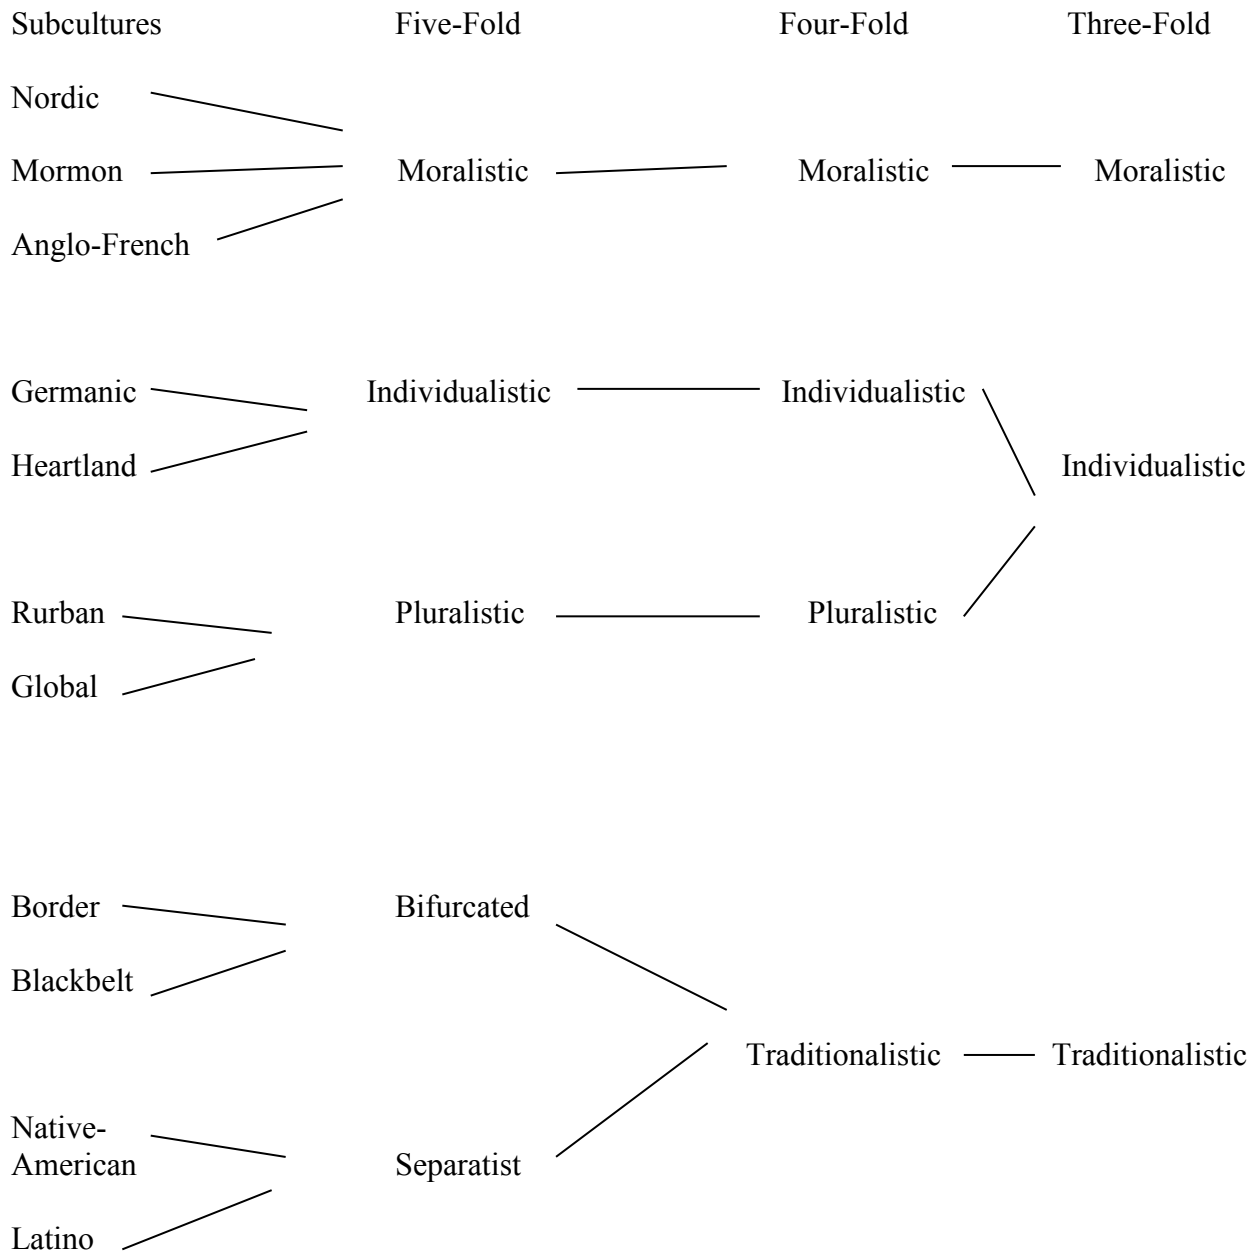 Subcultures Five-Fold Four-Fold Three-Fold
Nordic
Mormon Moralistic Moralistic Moralistic
Anglo-French
Germanic Individualistic Individualistic
Heartland Individualistic
Rurban Pluralistic Pluralistic
Global
Border Bifurcated
Blackbelt
Traditionalistic Traditionalistic
Native-
American Separatist
Latino